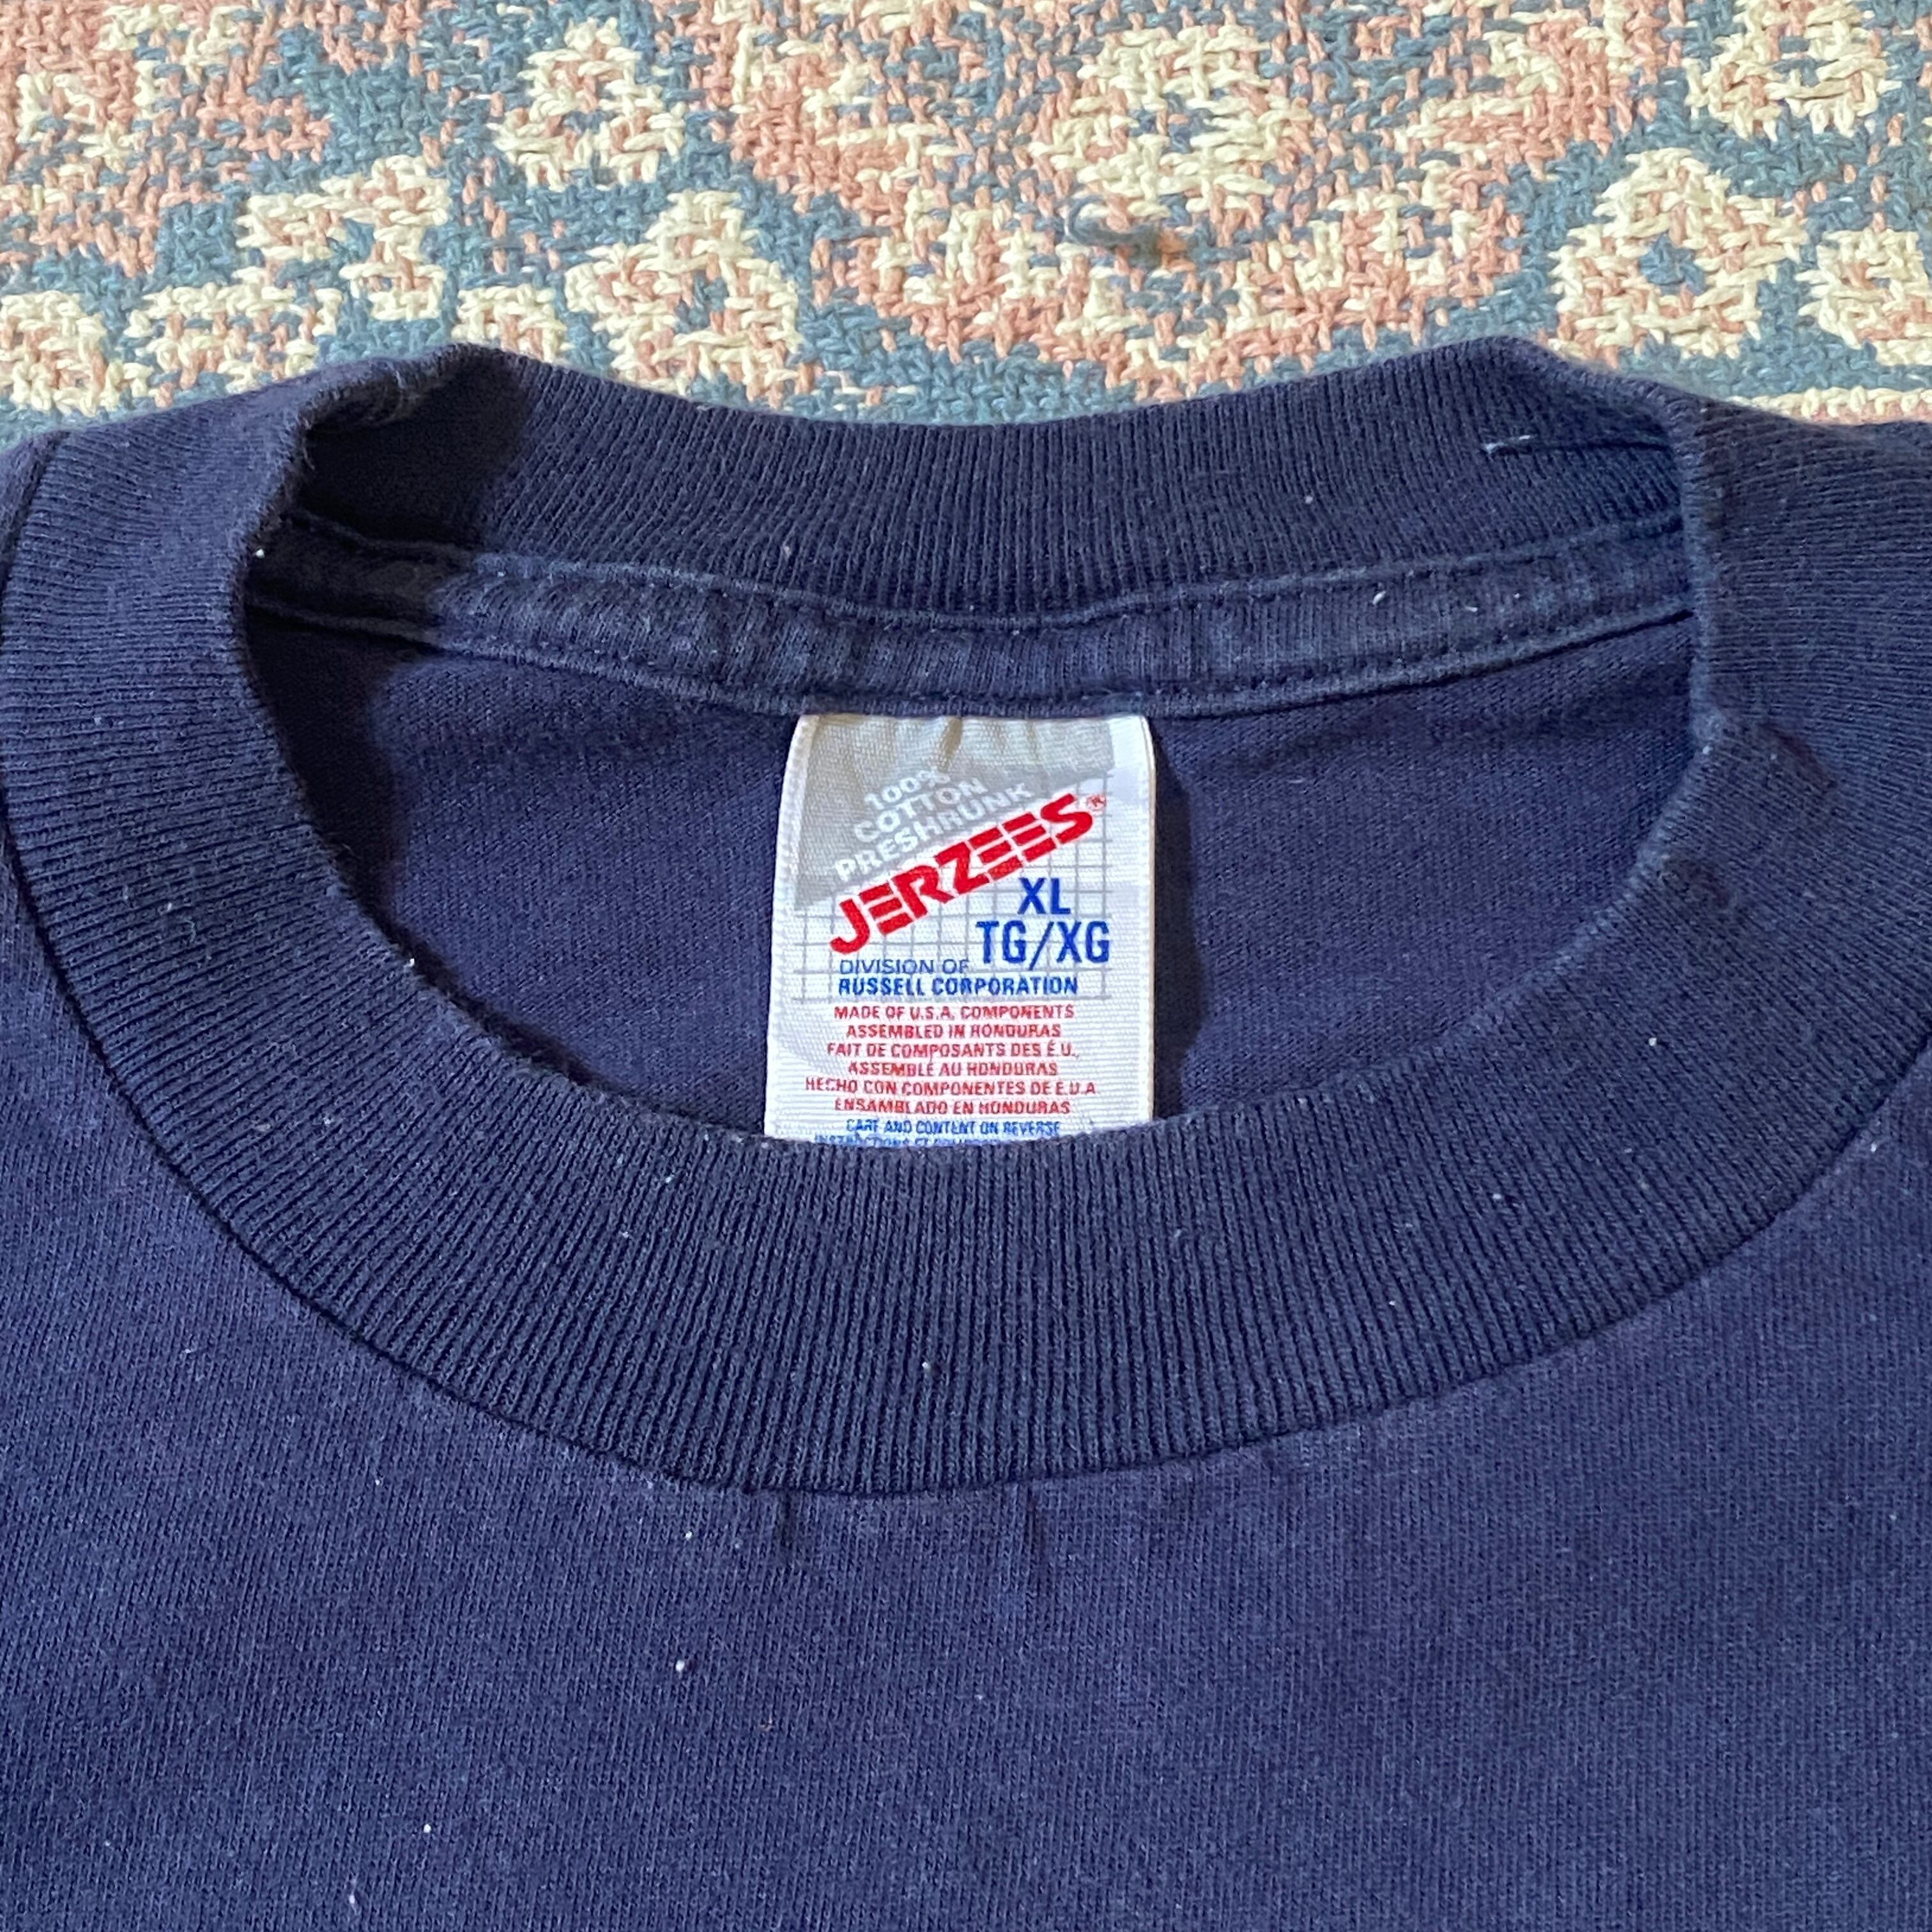 100%
COTTON
PRESHRUNK
JERZEES®
XL
TG/XG
DIVISION OF
RUSSELL CORPORATION
MADE OF U.S.A. COMPONENTS
ASSEMBLED IN HONDURAS
FAIT DE COMPOSANTS DES É.U.,
ASSEMBLÉ AU HONDURAS
HECHO CON COMPONENTES DE E.U.A
ENSAMBLADO EN HONDURAS
CARE AND CONTENT ON REVERSE